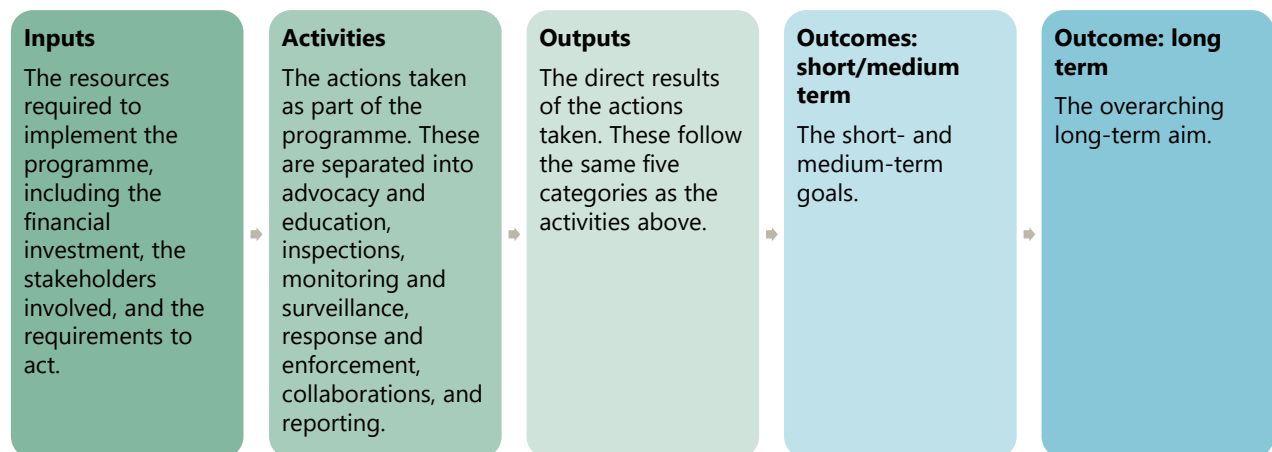 Inputs
The resources
required to
implement the
programme,
including the
financial
investment, the
stakeholders
involved, and the
requirements to
act.
Activities
The actions taken
as part of the
programme. These
are separated into
advocacy and
education,
inspections,
monitoring and
surveillance,
response and
enforcement,
collaborations, and
reporting.
Outputs
The direct results
of the actions
taken. These follow
the same five
categories as the
activities above.
Outcomes:
short/medium
term
The short- and
medium-term
goals.
Outcome: long
term
The overarching
long-term aim.